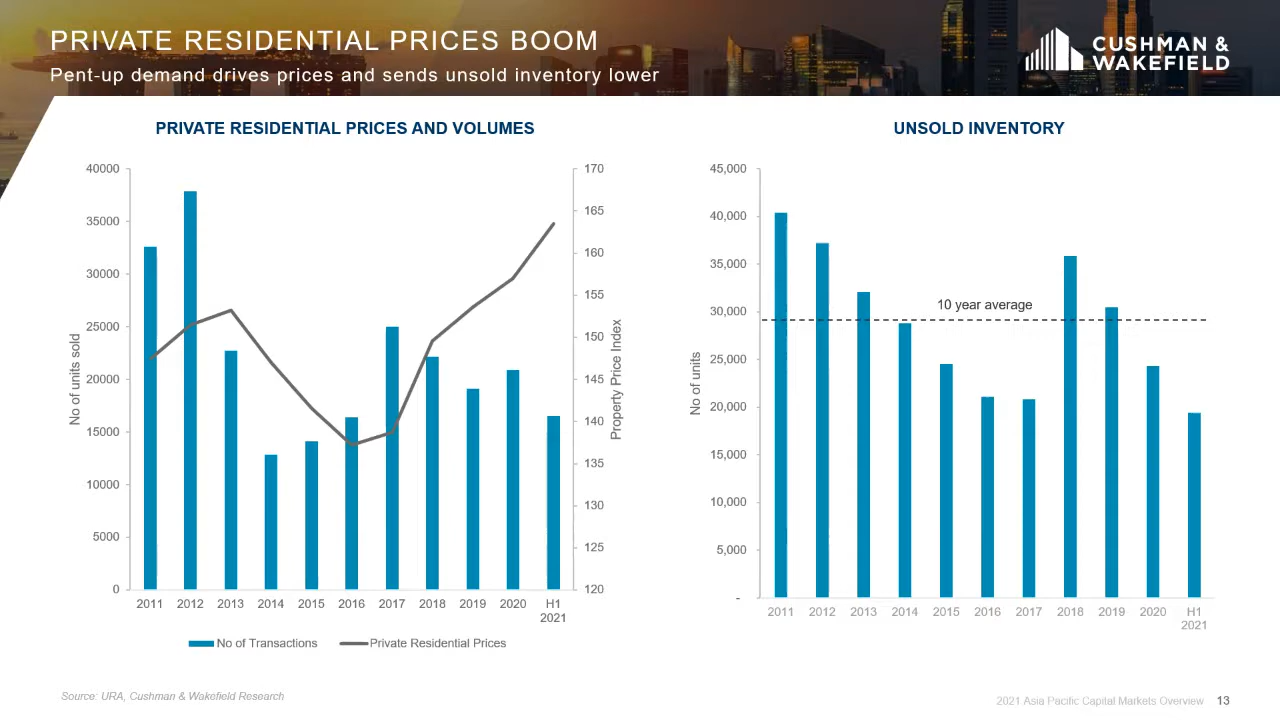 PRIVATE RESIDENTIAL PRICES BOOM
Pent-up demand drives prices and sends unsold inventory lower
CUSHMAN &
WAKEFIELD
PRIVATE RESIDENTIAL PRICES AND VOLUMES
No of units sold
40000
35000
30000
25000
20000
15000
10000
5000
0
170
165
160
155
150
145
140
135
130
125
120
Property Price Index
2011 2012 2013 2014 2015 2016 2017 2018 2019 2020 H1
2021
No of Transactions Private Residential Prices
UNSOLD INVENTORY
No of units
45,000
40,000
35,000
30,000
25,000
20,000
15,000
10,000
5,000
-
10 year average
2011 2012 2013 2014 2015 2016 2017 2018 2019 2020 H1
2021
Source: URA, Cushman & Wakefield Research
2021 Asia Pacific Capital Markets Overview 13